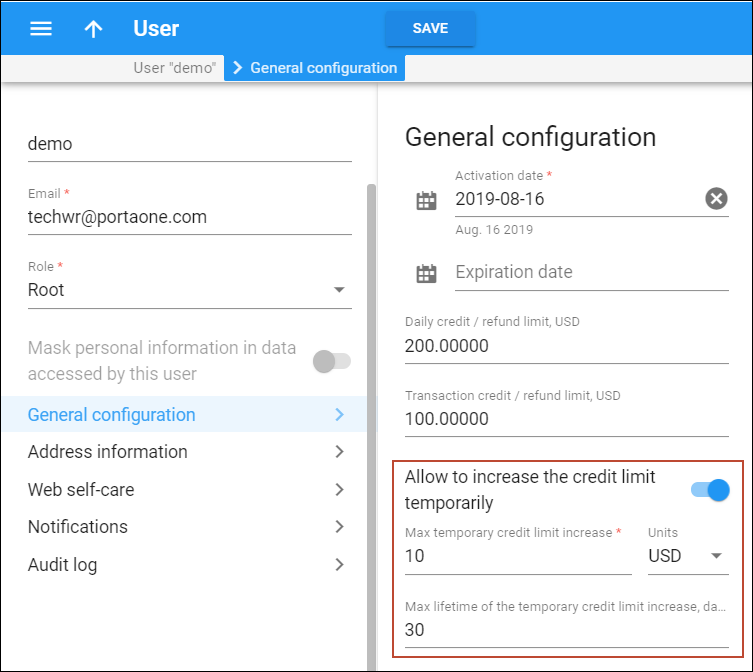 User
SAVE
User "demo"
General configuration
demo
Email *
techwr@portaone.com
Role *
Root
Mask personal information in data
accessed by this user
General configuration
Address information
Web self-care
Notifications
Audit log
General configuration
Activation date *
2019-08-16
Aug. 16 2019
Expiration date
Daily credit / refund limit, USD
200.00000
Transaction credit / refund limit, USD
100.00000
Allow to increase the credit limit
temporarily
Max temporary credit limit increase *
10
Units
USD
Max lifetime of the temporary credit limit increase, da...
30